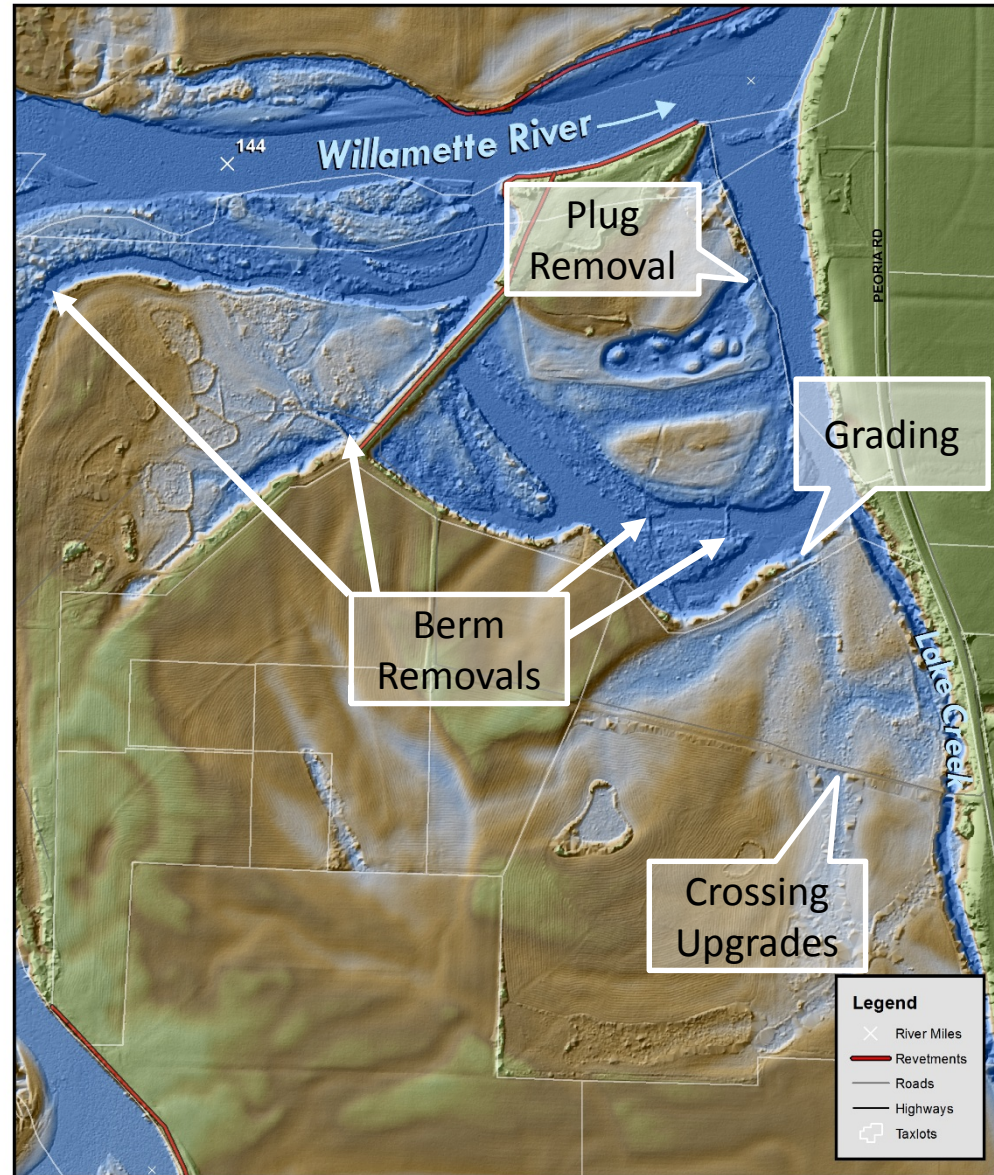 144
Willamette River
Plug
Removal
PEORIA RD
Grading
Berm
Removals
Lake Creek
Crossing
Upgrades
Legend
River Miles
Revetments
Roads
Highways
Taxlots